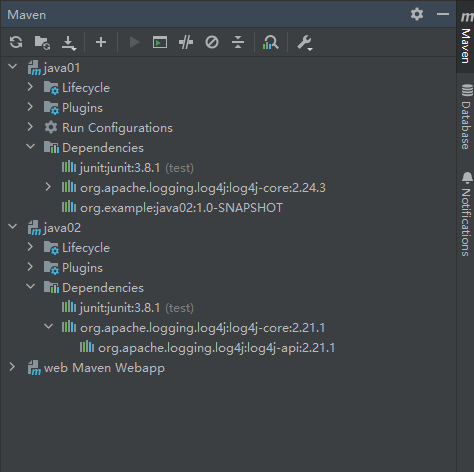 Maven
java01
Lifecycle
Plugins
Run Configurations
Dependencies
junit:junit:3.8.1 (test)
org.apache.logging.log4j:log4j-core:2.24.3
org.example:java02:1.0-SNAPSHOT
java02
Lifecycle
Plugins
Dependencies
junit:junit:3.8.1 (test)
org.apache.logging.log4j:log4j-core:2.21.1
org.apache.logging.log4j:log4j-api:2.21.1
web Maven Webapp
Maven
Database
Notifications